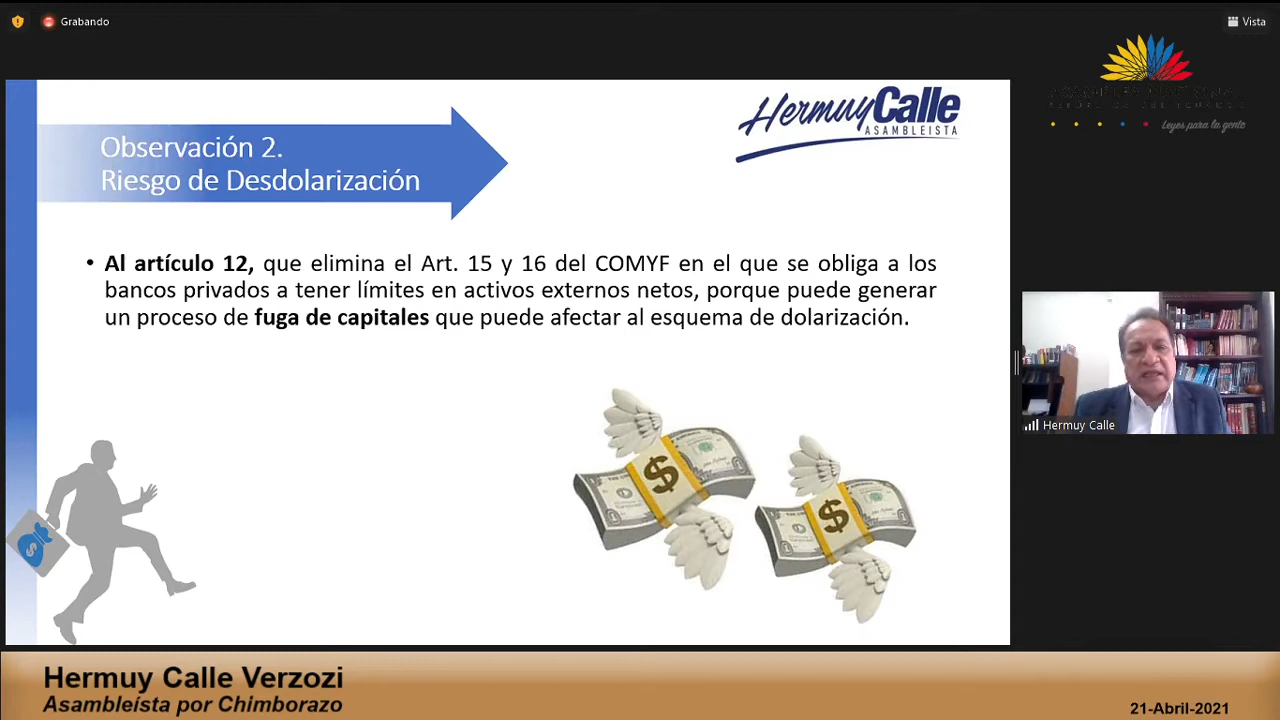 Grabando
Vista
Hermuy Calle
ASAMBLEÍSTA
Leyes para la gente
Observación 2.
Riesgo de Desdolarización
• Al artículo 12, que elimina el Art. 15 y 16 del COMYF en el que se obliga a los
bancos privados a tener límites en activos externos netos, porque puede generar
un proceso de fuga de capitales que puede afectar al esquema de dolarización.
Hermuy Calle
Hermuy Calle Verzozi
Asambleísta por Chimborazo
21-Abril-2021